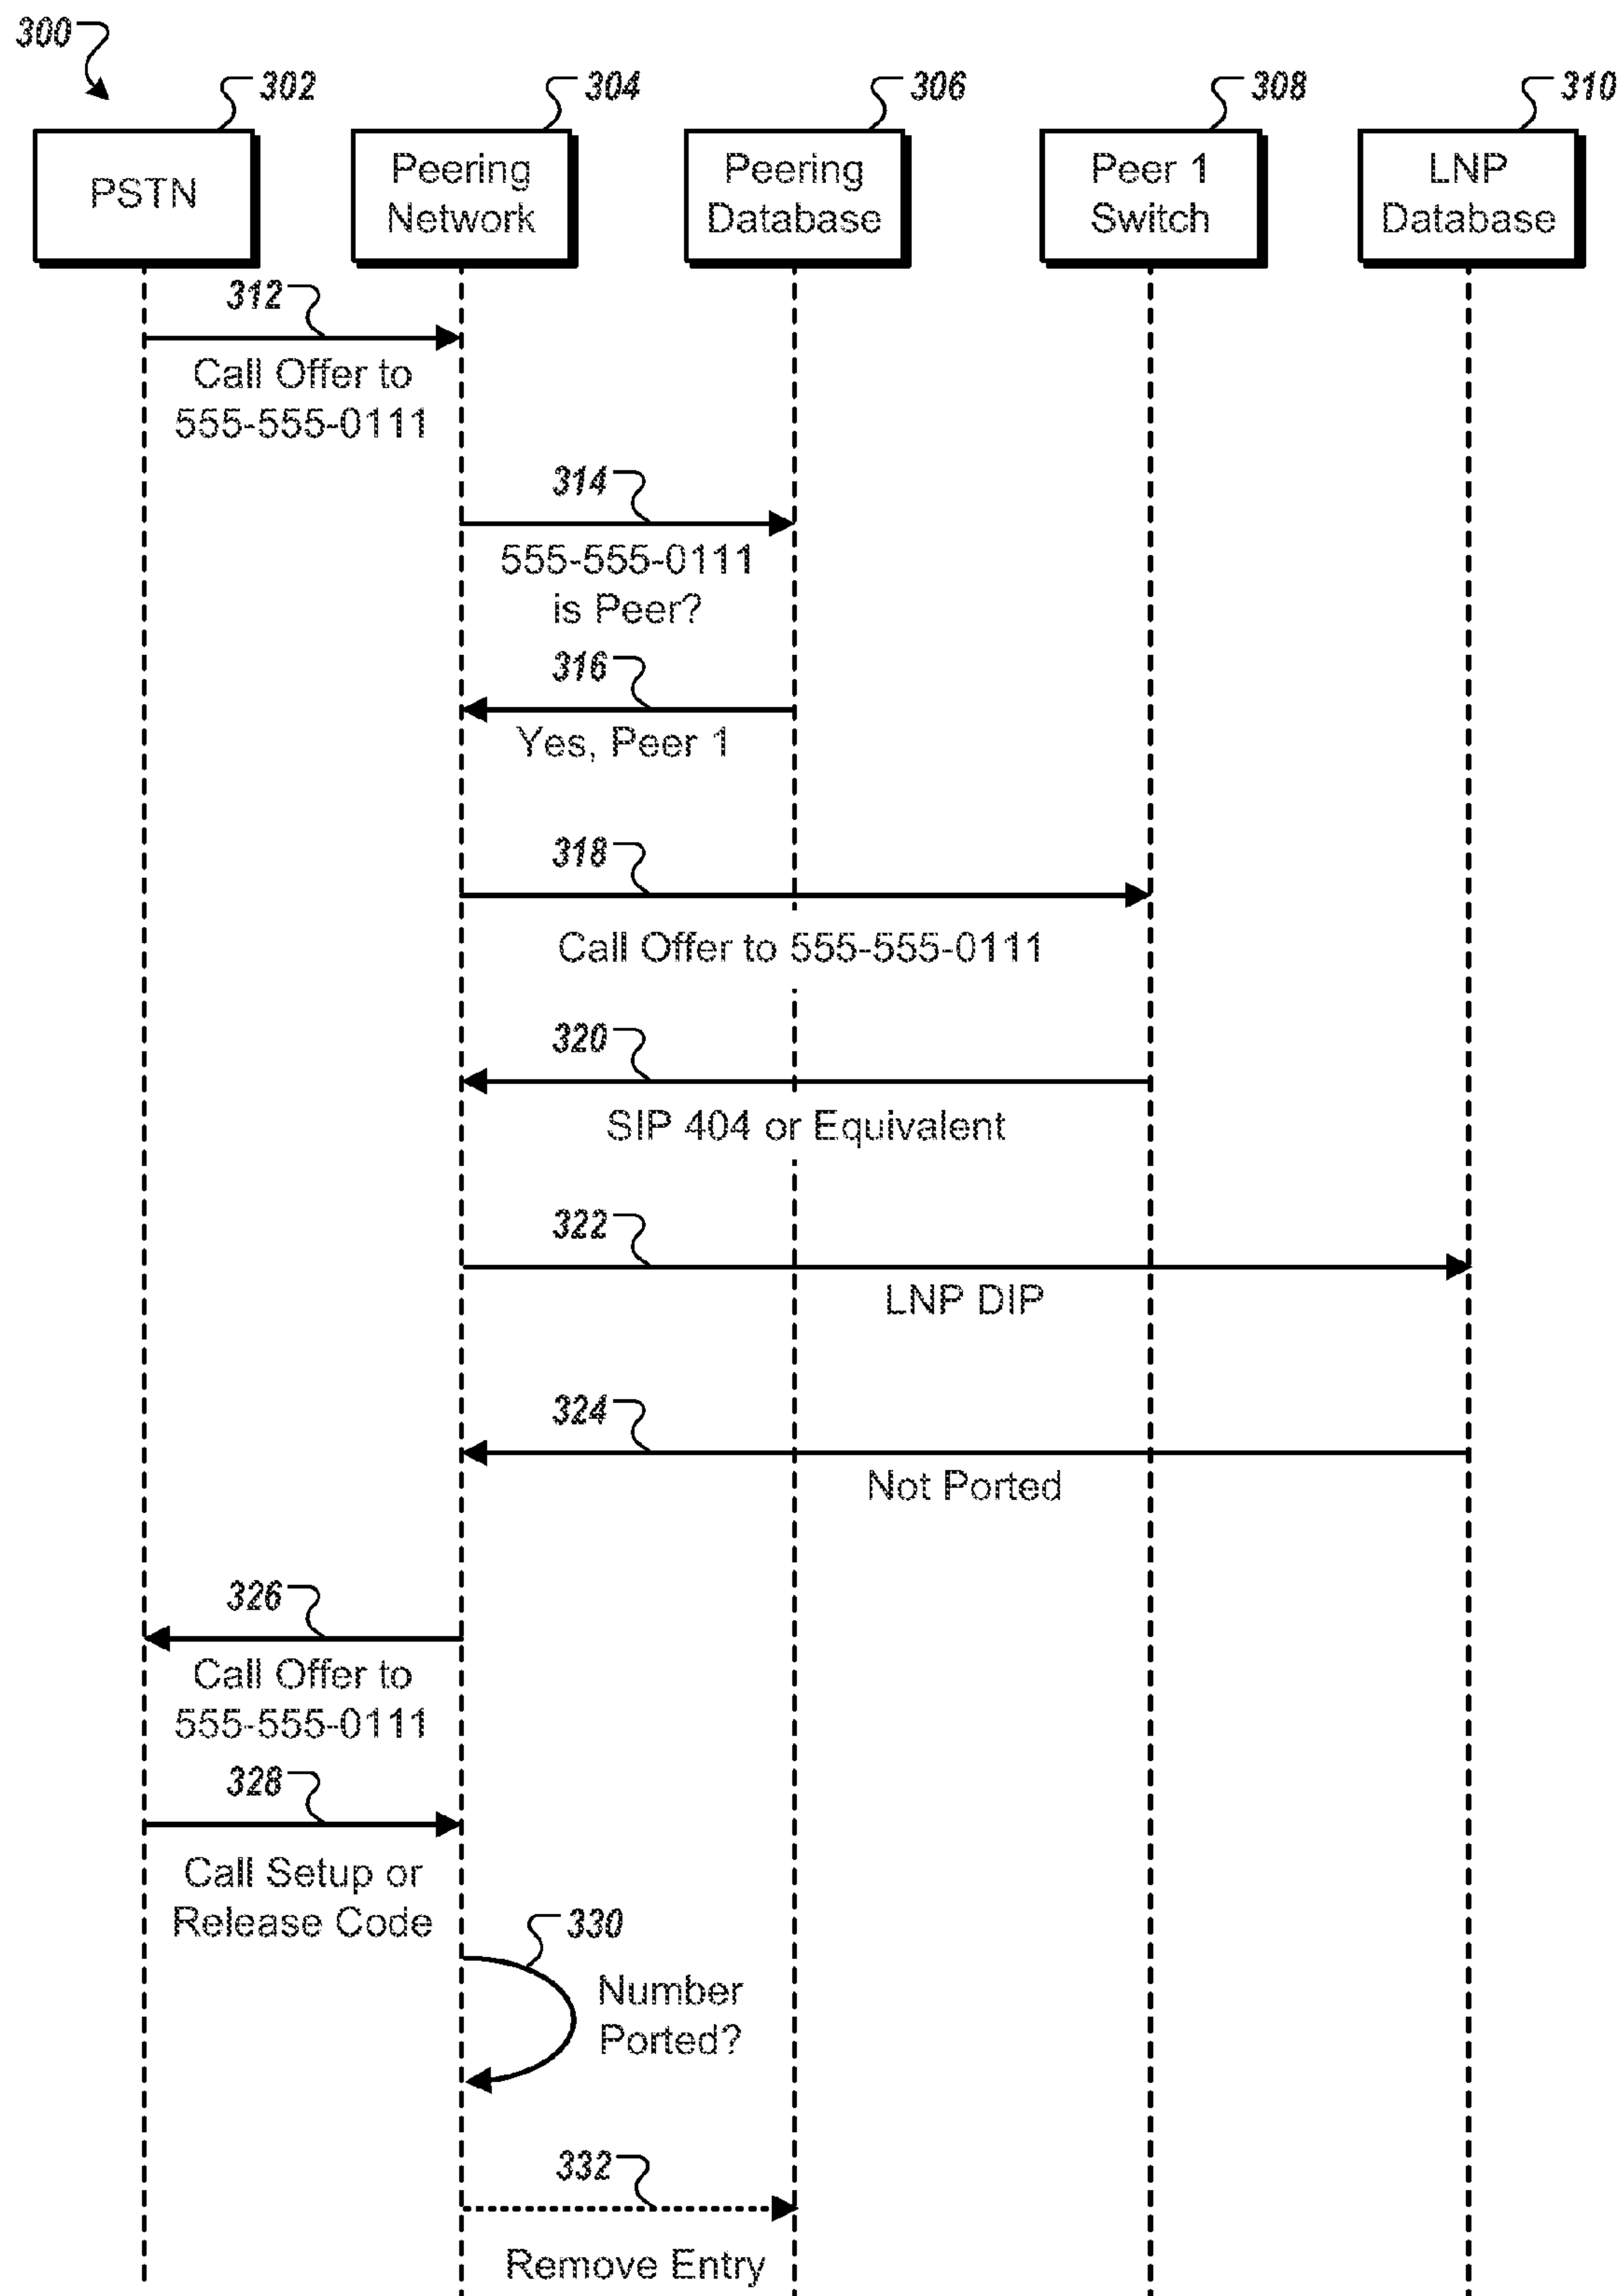 300
302
304
306
308
310
PSTN
Peering
Network
Peering
Database
Peer 1
Switch
LNP
Database
312
Call Offer to
555-555-0111
314
555-555-0111
is Peer?
316
Yes, Peer 1
318
Call Offer to 555-555-0111
320
SIP 404 or Equivalent
322
LNP DIP
324
Not Ported
326
Call Offer to
555-555-0111
328
Call Setup or
Release Code
330
Number
Ported?
332
Remove Entry